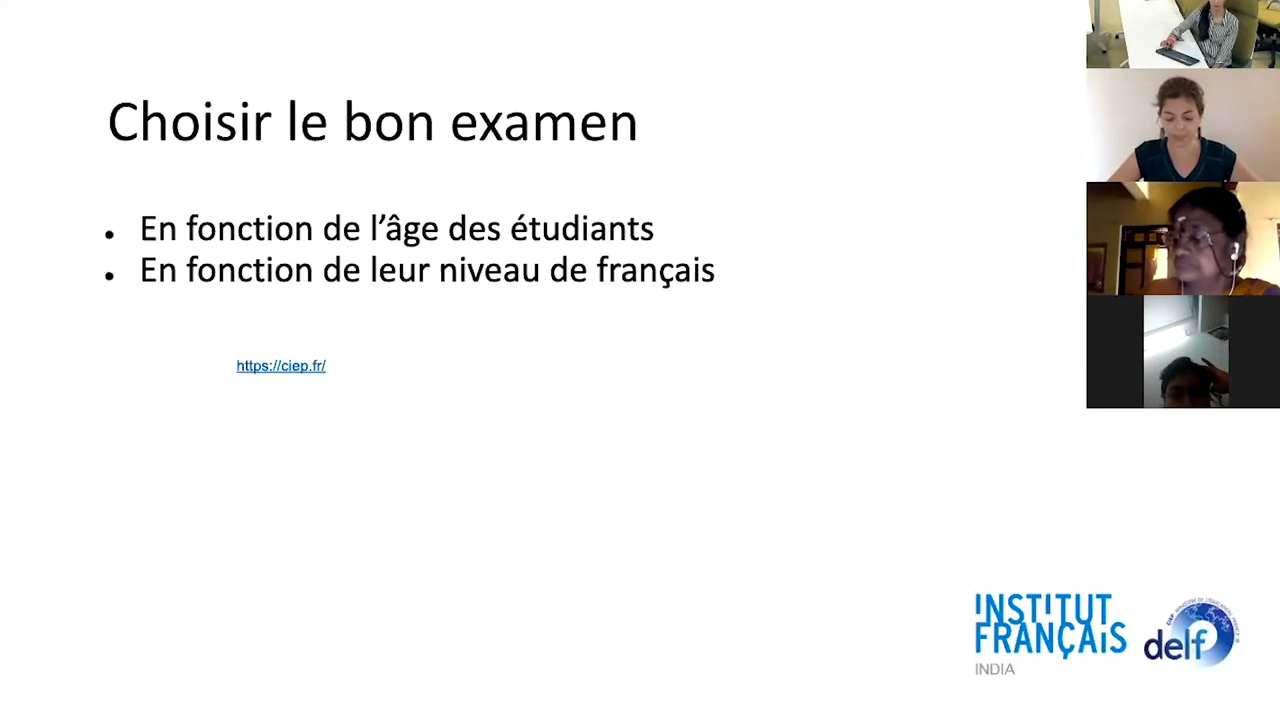 Choisir le bon examen
• En fonction de l’âge des étudiants
• En fonction de leur niveau de français
https://ciep.fr/
INSTITUT
FRANÇAIS
INDIA
delf